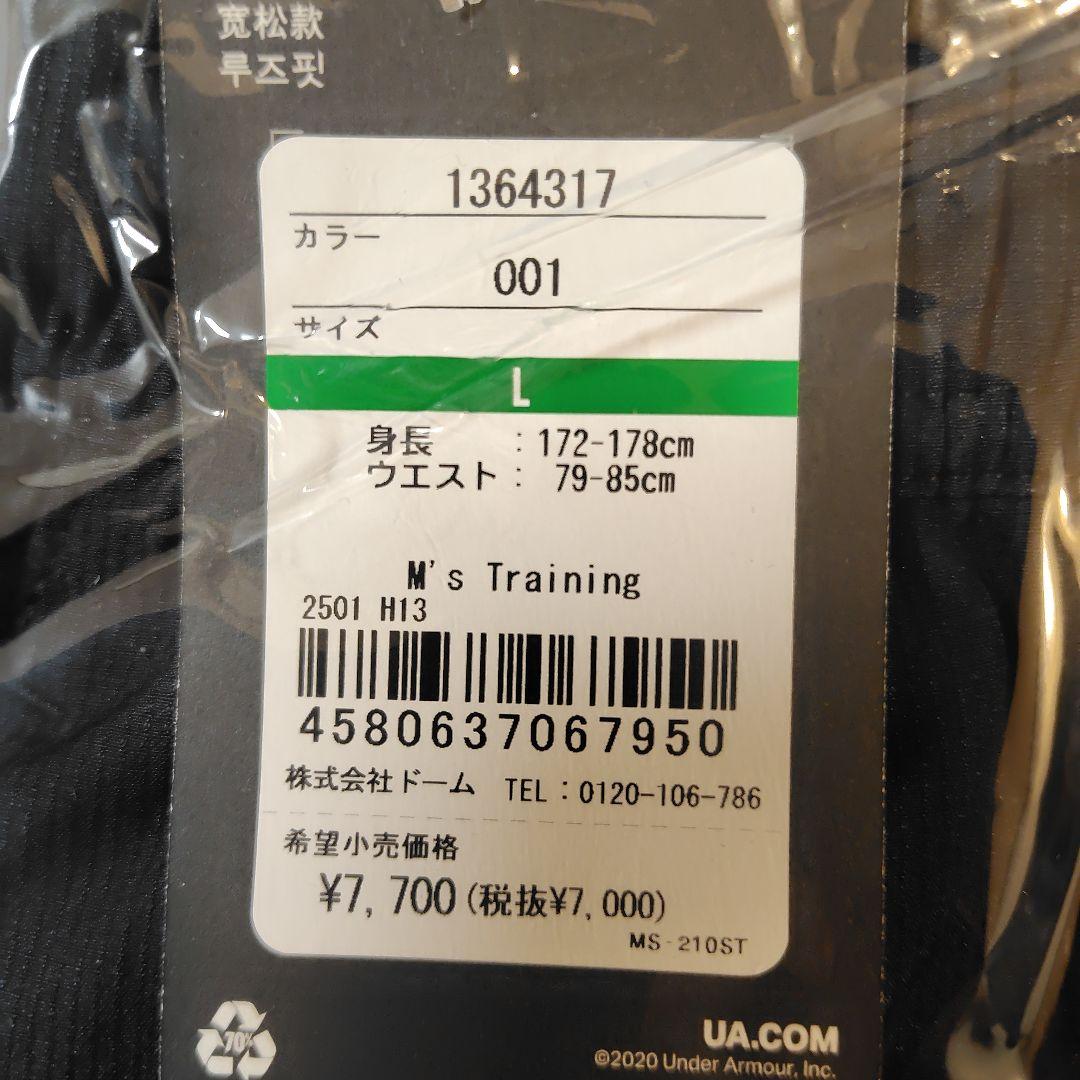 宽松款
루즈핏
1364317
カラー
001
サイズ
L
身長 : 172-178cm
ウエスト : 79-85cm
M's Training
2501 H13
4580637067950
株式会社ドーム TEL : 0120-106-786
希望小売価格
¥7,700 (税抜¥7,000)
MS-210ST
70%
UA.COM
©2020 Under Armour, Inc.